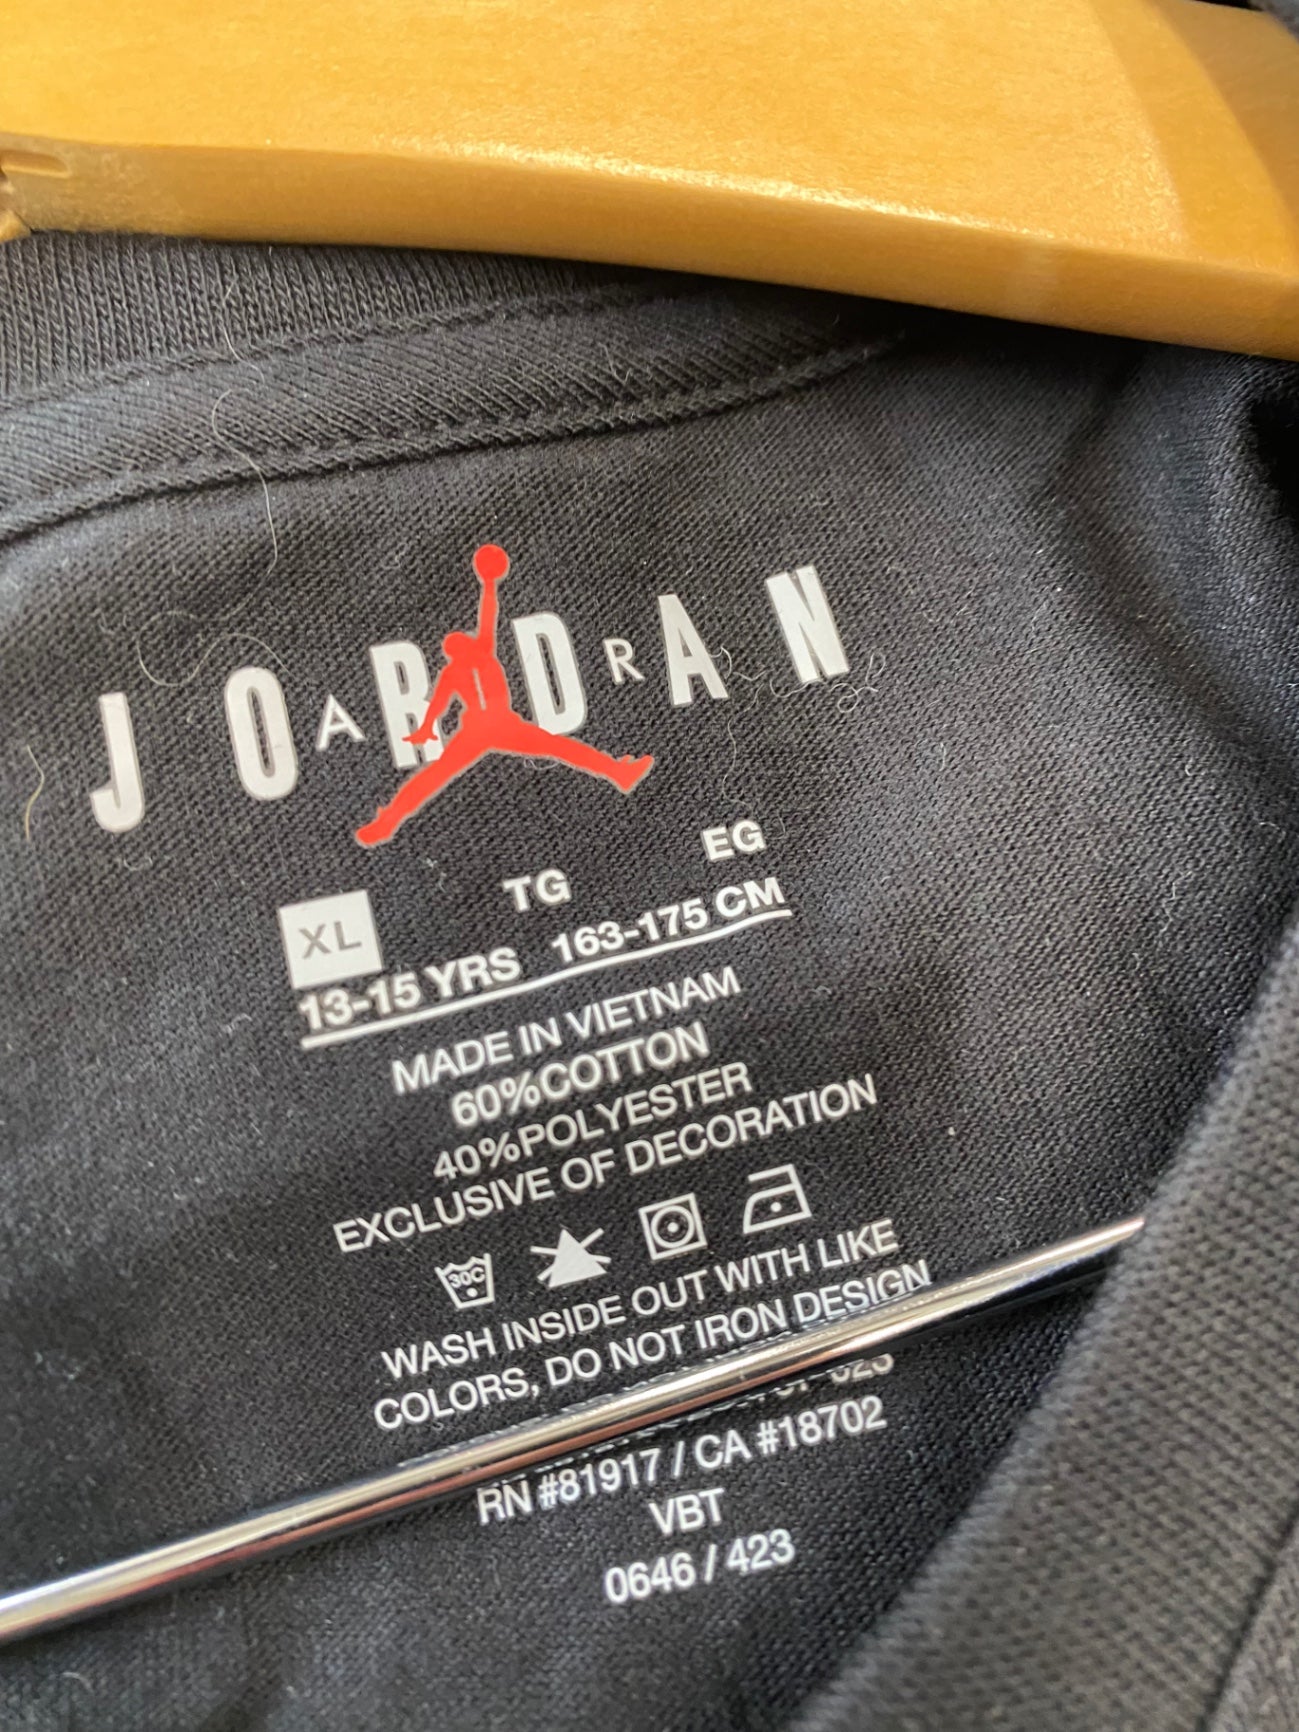 JORDAN
AIR
TG EG
XL
13-15 YRS 163-175 CM
MADE IN VIETNAM
60%COTTON
40%POLYESTER
EXCLUSIVE OF DECORATION
30C
WASH INSIDE OUT WITH LIKE
COLORS, DO NOT IRON DESIGN
RN #81917 / CA #18702
VBT
0646 / 423